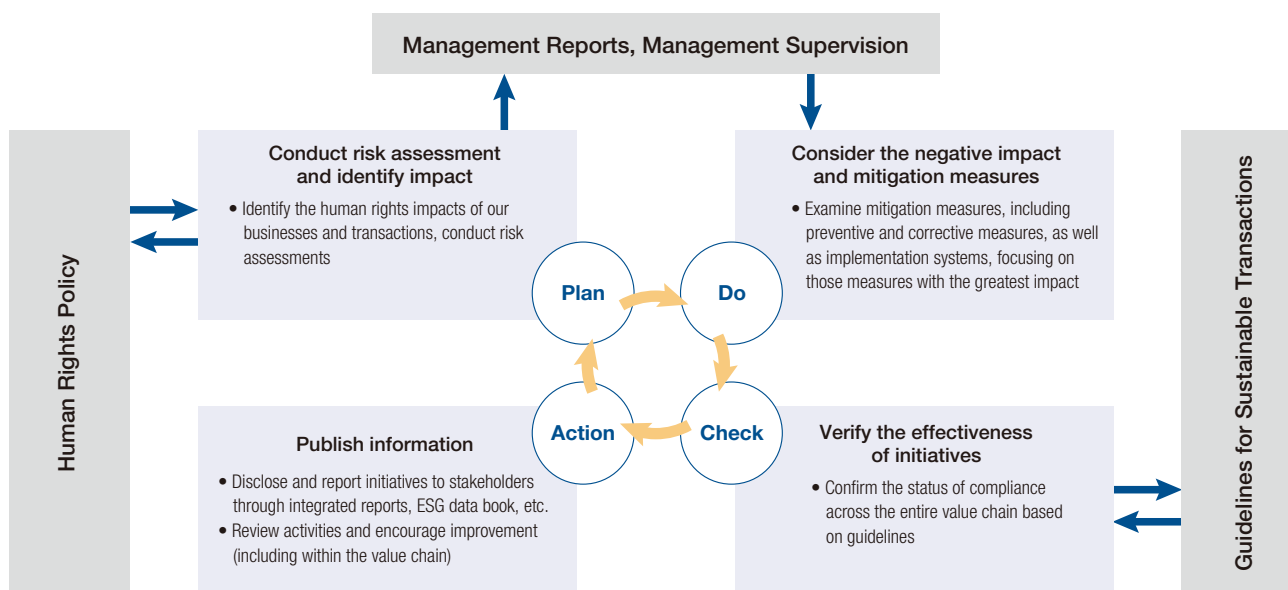 Management Reports, Management Supervision
Human Rights Policy
Conduct risk assessment
and identify impact
• Identify the human rights impacts of our
businesses and transactions, conduct risk
assessments
Consider the negative impact
and mitigation measures
• Examine mitigation measures, including
preventive and corrective measures, as well
as implementation systems, focusing on
those measures with the greatest impact
Plan
Do
Action
Check
Publish information
• Disclose and report initiatives to stakeholders
through integrated reports, ESG data book, etc.
• Review activities and encourage improvement
(including within the value chain)
Verify the effectiveness
of initiatives
• Confirm the status of compliance
across the entire value chain based
on guidelines
Guidelines for Sustainable Transactions